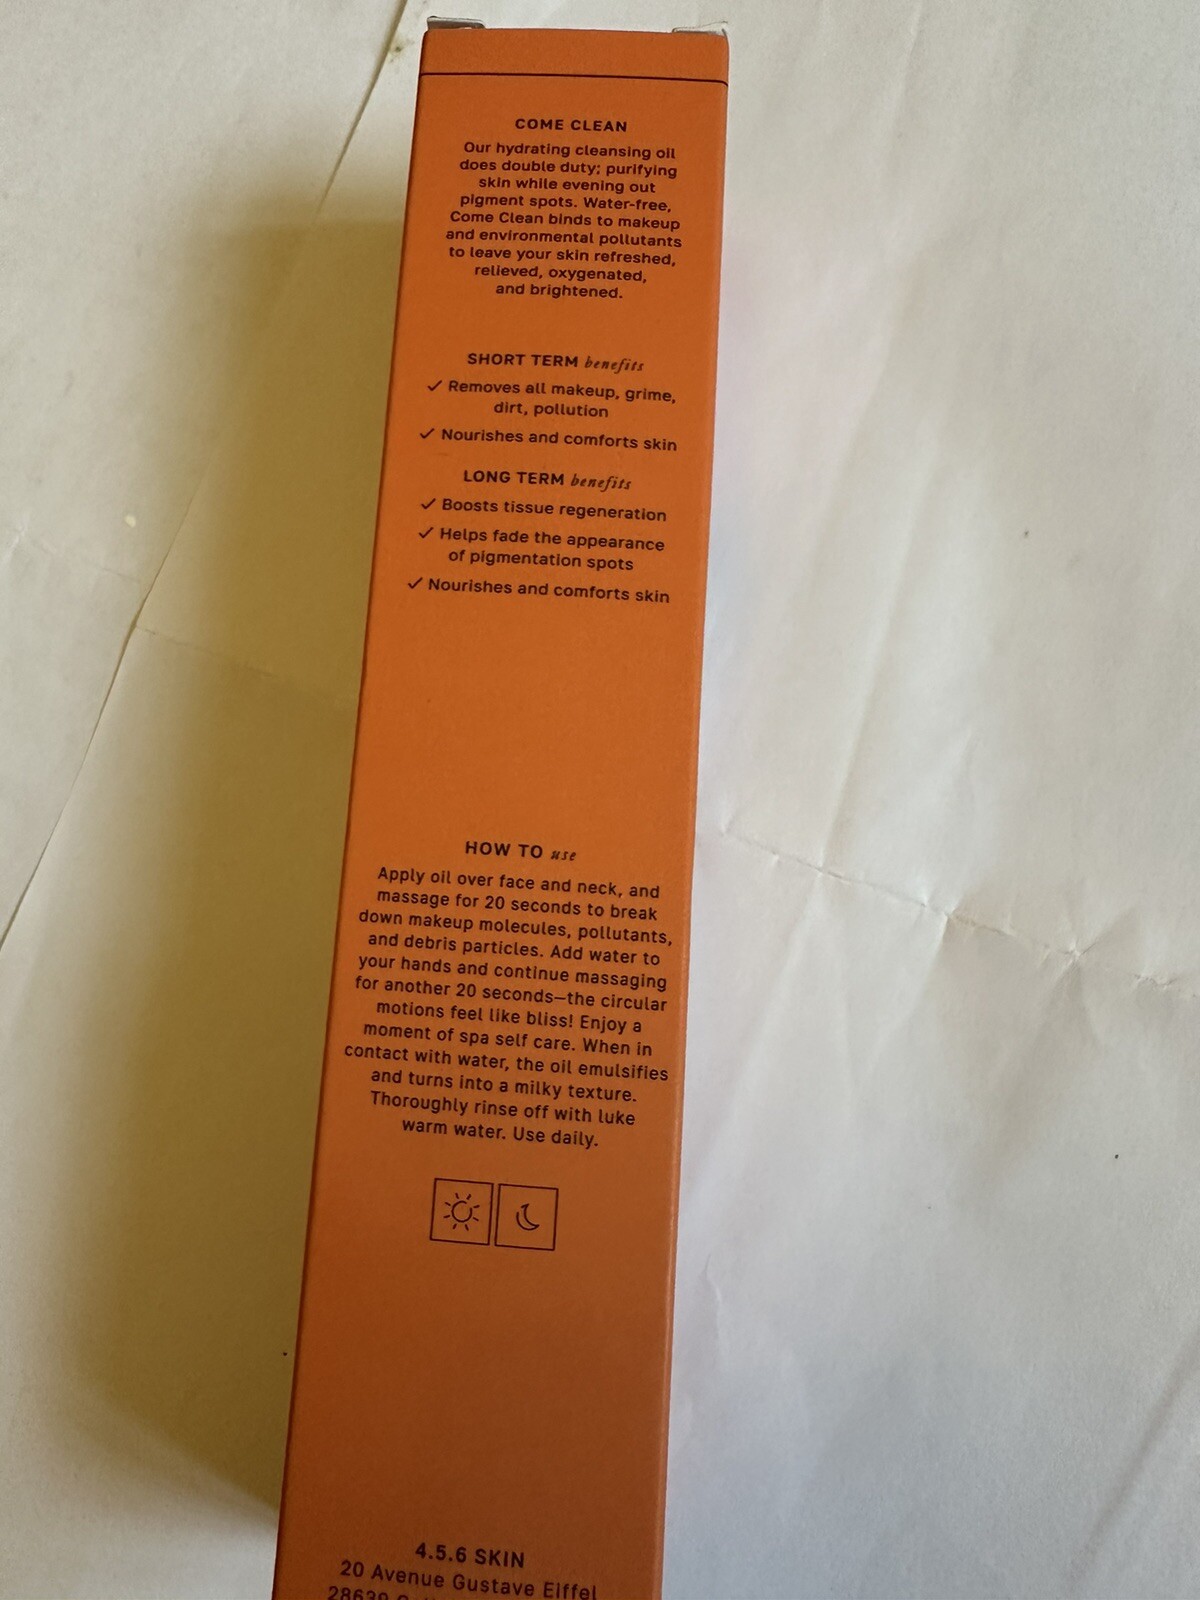 COME CLEAN
Our hydrating cleansing oil
does double duty; purifying
skin while evening out
pigment spots. Water-free,
Come Clean binds to makeup
and environmental pollutants
to leave your skin refreshed,
relieved, oxygenated,
and brightened.
SHORT TERM benefits
✓ Removes all makeup, grime,
dirt, pollution
✓ Nourishes and comforts skin
LONG TERM benefits
✓ Boosts tissue regeneration
✓ Helps fade the appearance
of pigmentation spots
✓ Nourishes and comforts skin
HOW TO use
Apply oil over face and neck, and
massage for 20 seconds to break
down makeup molecules, pollutants,
and debris particles. Add water to
your hands and continue massaging
for another 20 seconds—the circular
motions feel like bliss! Enjoy a
moment of spa self care. When in
contact with water, the oil emulsifies
and turns into a milky texture.
Thoroughly rinse off with luke
warm water. Use daily.
4.5.6 SKIN
20 Avenue Gustave Eiffel